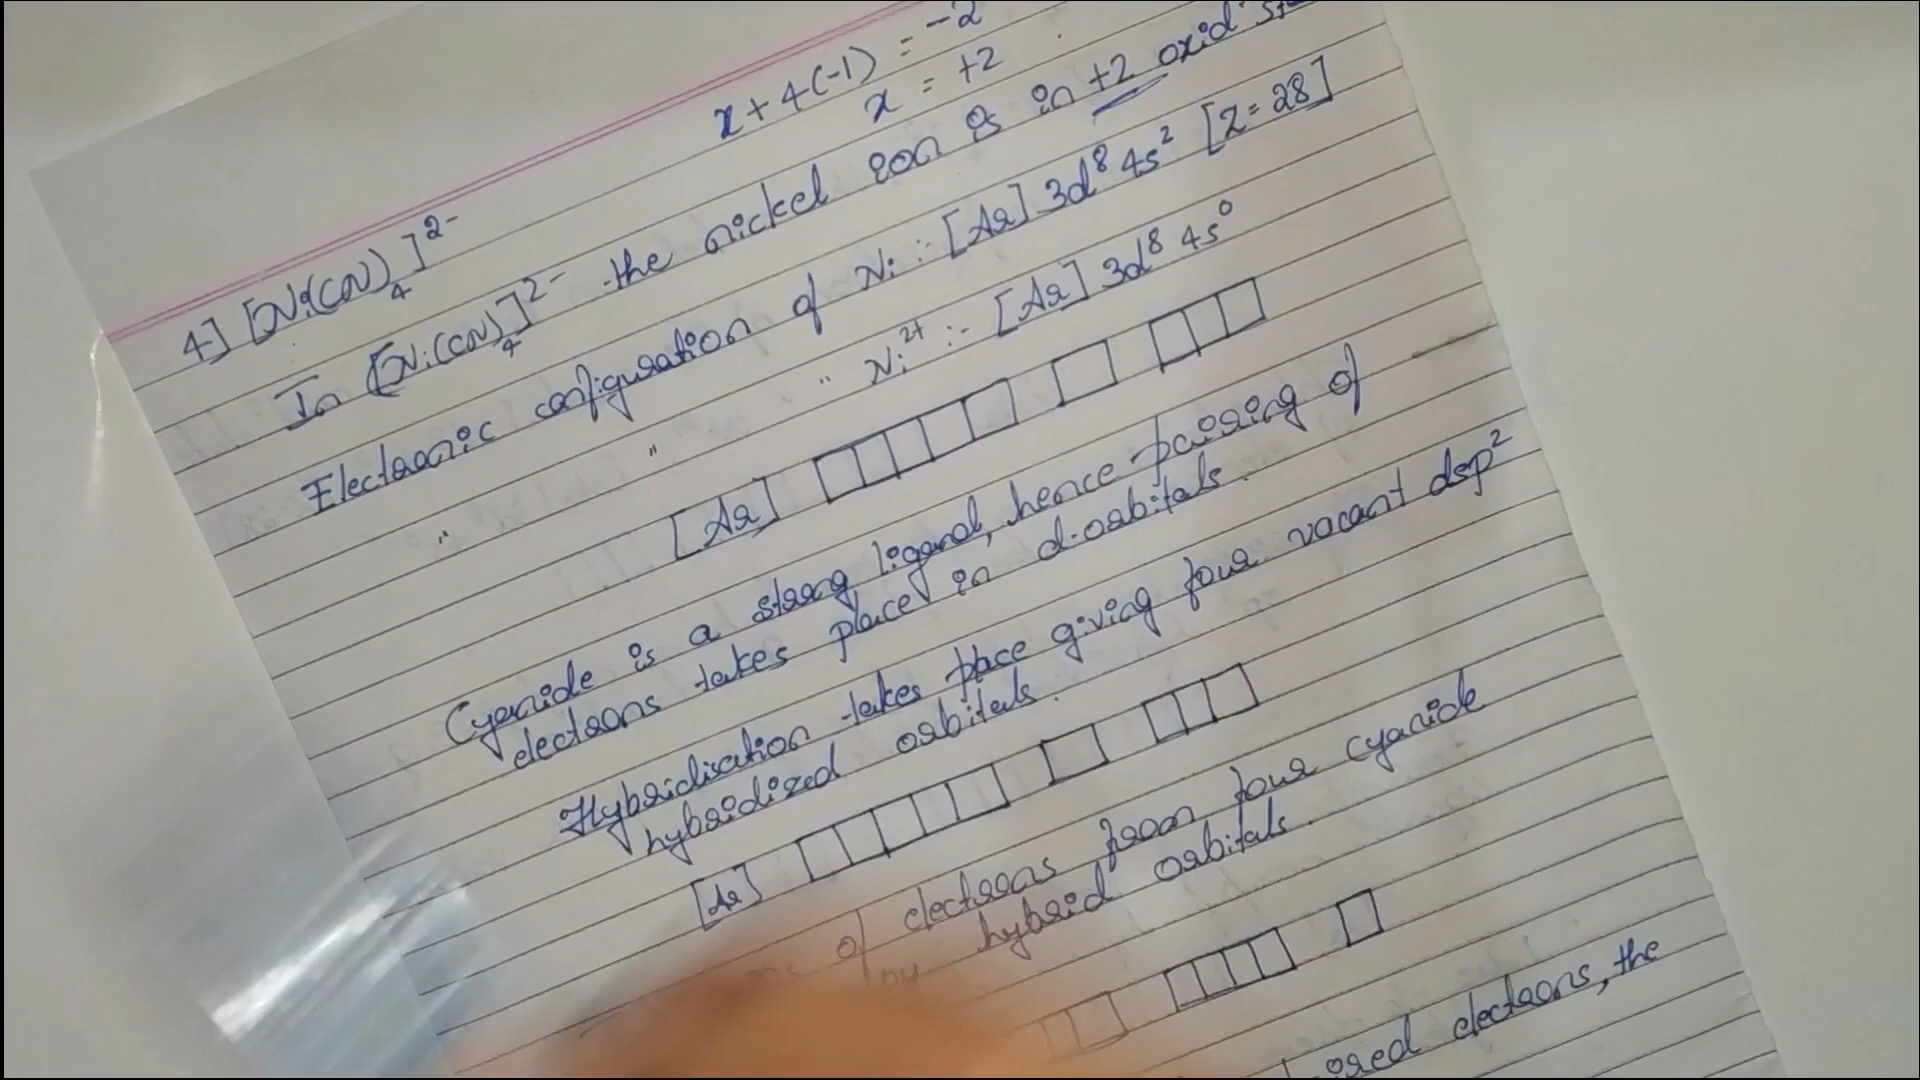 x + 4(-1) = -2
x = +2
4] [Ni(CN)4]2-
In [Ni(CN)4]2- the nickel ion is in +2 oxid
Electronic configuration of Ni :- [Ar] 3d8 4s2 [Z=28]
" " " Ni2+ :- [Ar] 3d8 4s0
[Ar]
Cyanide is a strong ligand, hence pairing of
electrons takes place in d-orbitals.
Hybridisation takes place giving four vacant dsp2
hybridized orbitals.
[Ar]
of electrons from four cyanide
by hybrid orbitals.
electrons, the